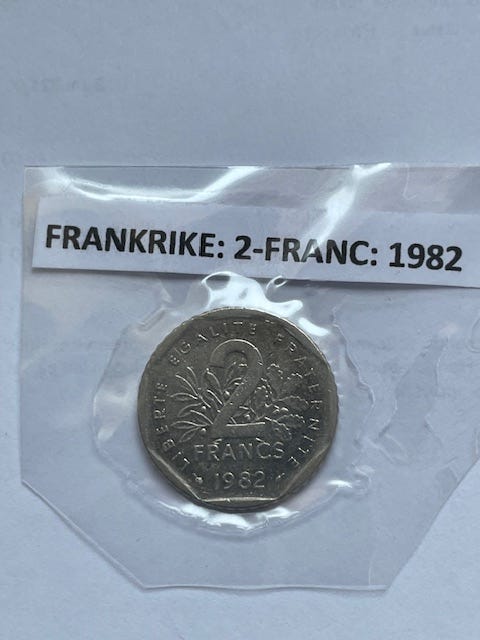 FRANKRIKE: 2-FRANC: 1982
LIBERTE EGALITE FRATERNITE
2
FRANCS
1982